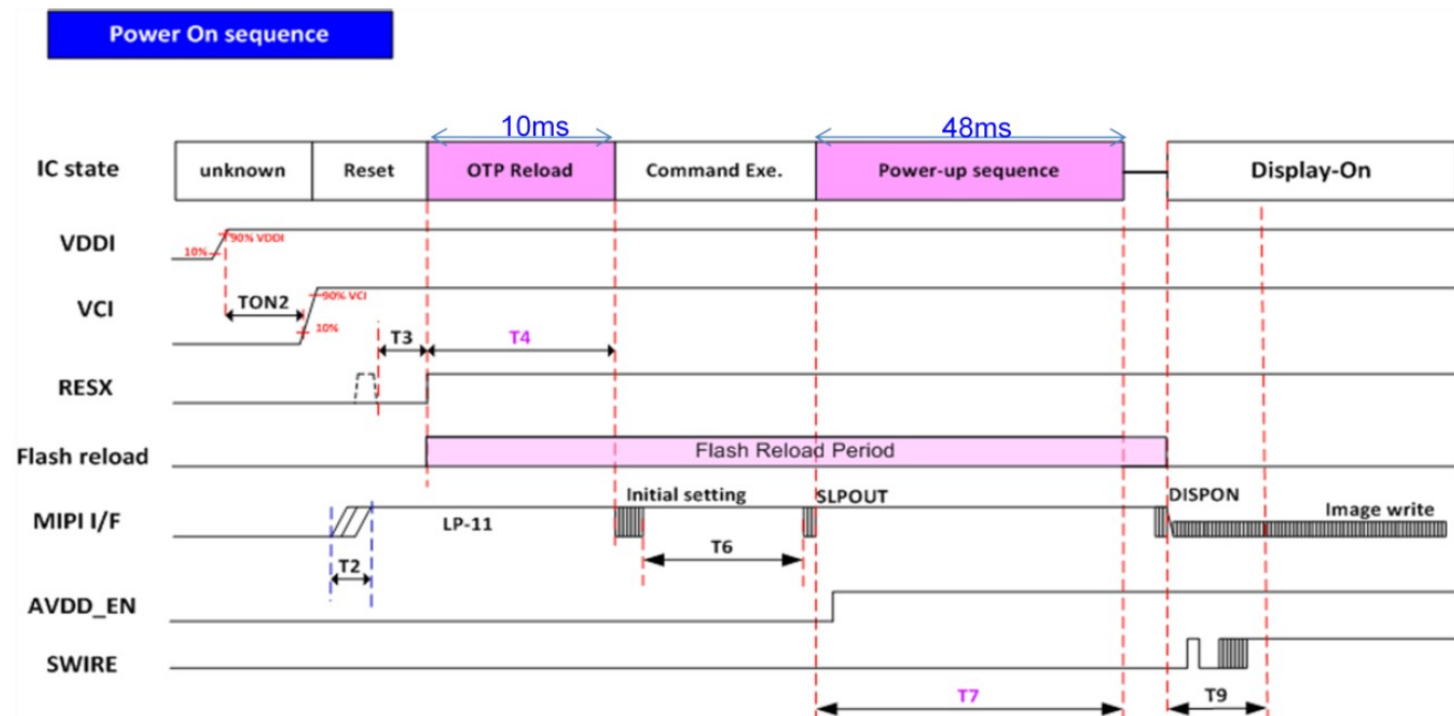 Power On sequence
10ms 48ms
IC state unknown Reset OTP Reload Command Exe. Power-up sequence Display-On
VDDI 10% 90% VDDI
VCI TON2 90% VCI 10%
T3 T4
RESX
Flash reload Flash Reload Period
Initial setting SLPOUT DISPON
MIPI I/F LP-11 Image write
T6
T2
AVDD_EN
SWIRE
T7 T9